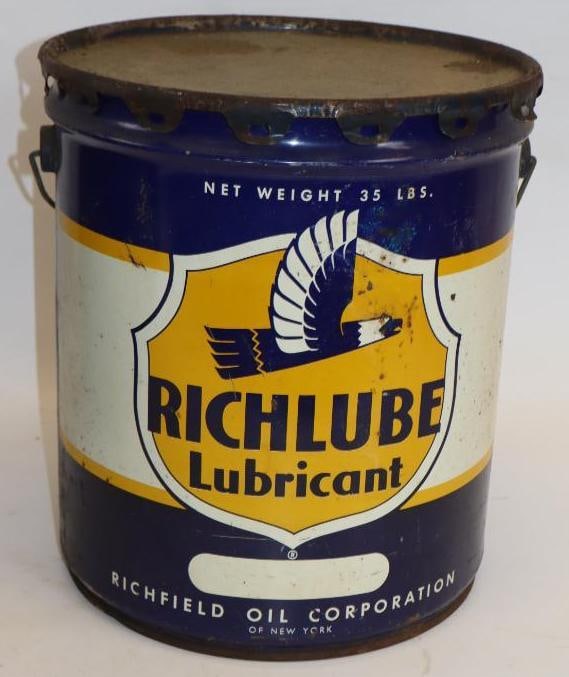 NET WEIGHT 35 LBS.
RICHLUBE
Lubricant
®
RICHFIELD OIL CORPORATION
OF NEW YORK